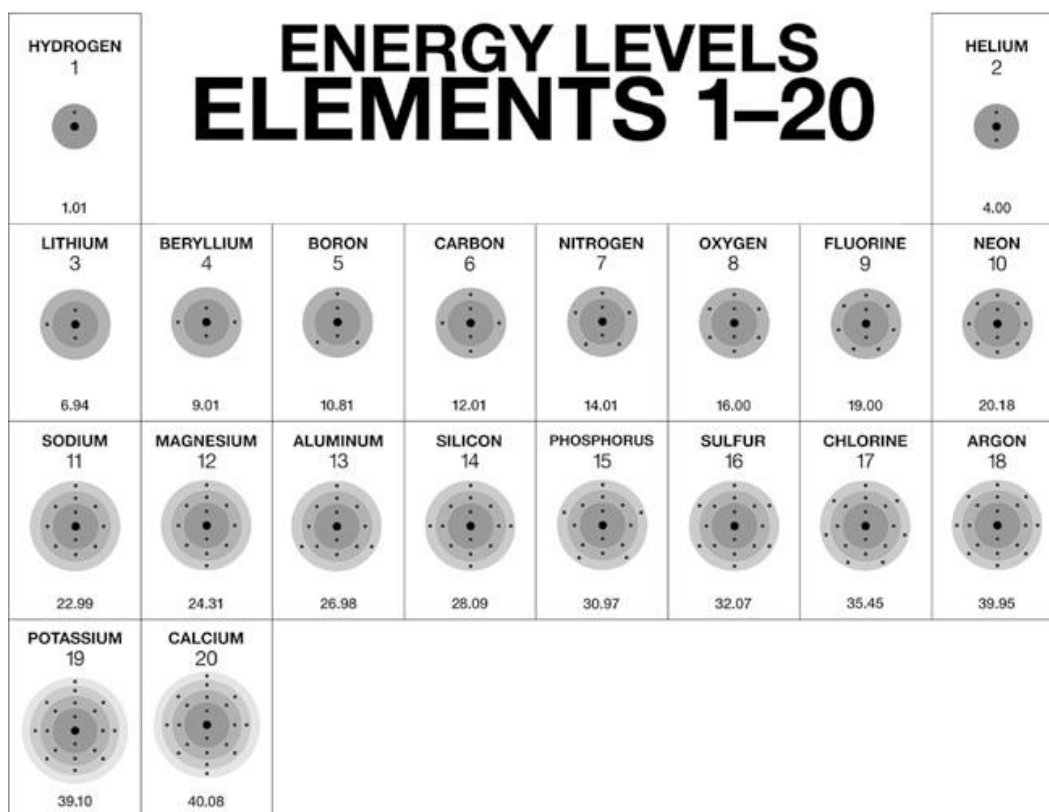 ENERGY LEVELS
ELEMENTS 1–20
HYDROGEN
1
1.01
HELIUM
2
4.00
LITHIUM
3
6.94
BERYLLIUM
4
9.01
BORON
5
10.81
CARBON
6
12.01
NITROGEN
7
14.01
OXYGEN
8
16.00
FLUORINE
9
19.00
NEON
10
20.18
SODIUM
11
22.99
MAGNESIUM
12
24.31
ALUMINUM
13
26.98
SILICON
14
28.09
PHOSPHORUS
15
30.97
SULFUR
16
32.07
CHLORINE
17
35.45
ARGON
18
39.95
POTASSIUM
19
39.10
CALCIUM
20
40.08